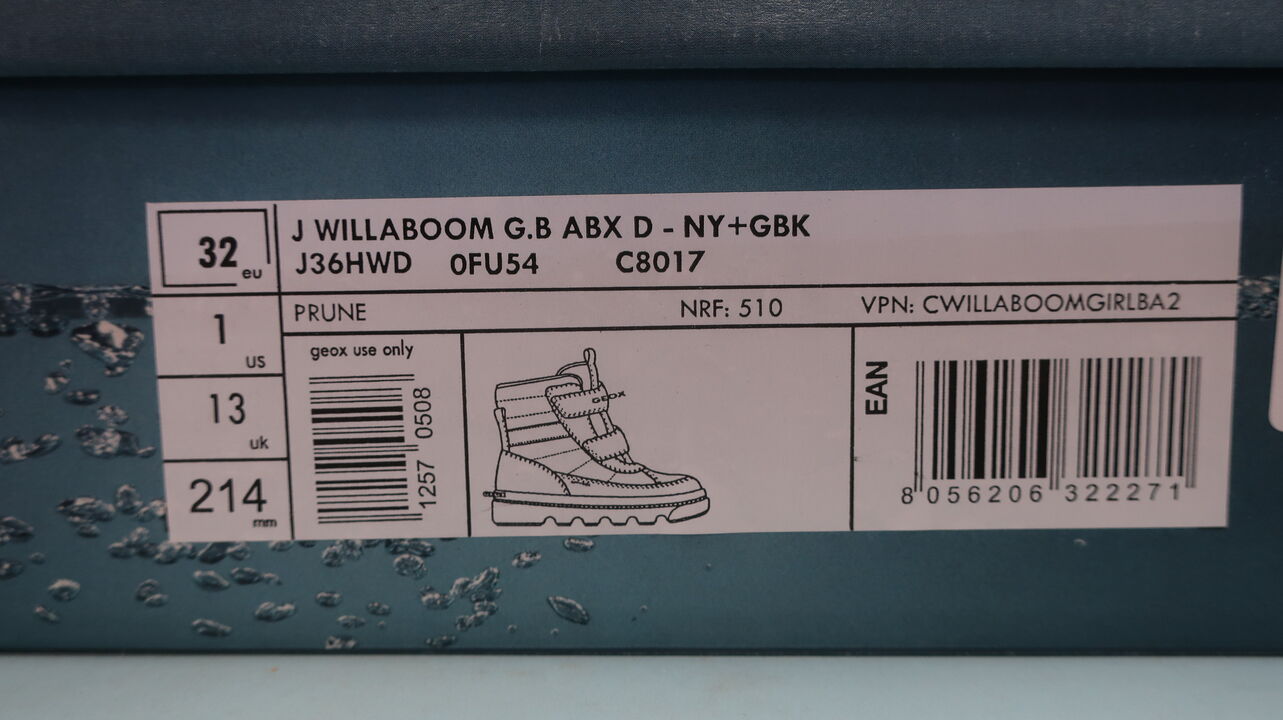 32 eu
J WILLABOOM G.B ABX D - NY+GBK
J36HWD 0FU54 C8017
PRUNE NRF: 510 VPN: CWILLABOOMGIRLBA2
1 US
13 uk
214 mm
geox use only
1257 0508
GEOX
EAN
8 056206 322271